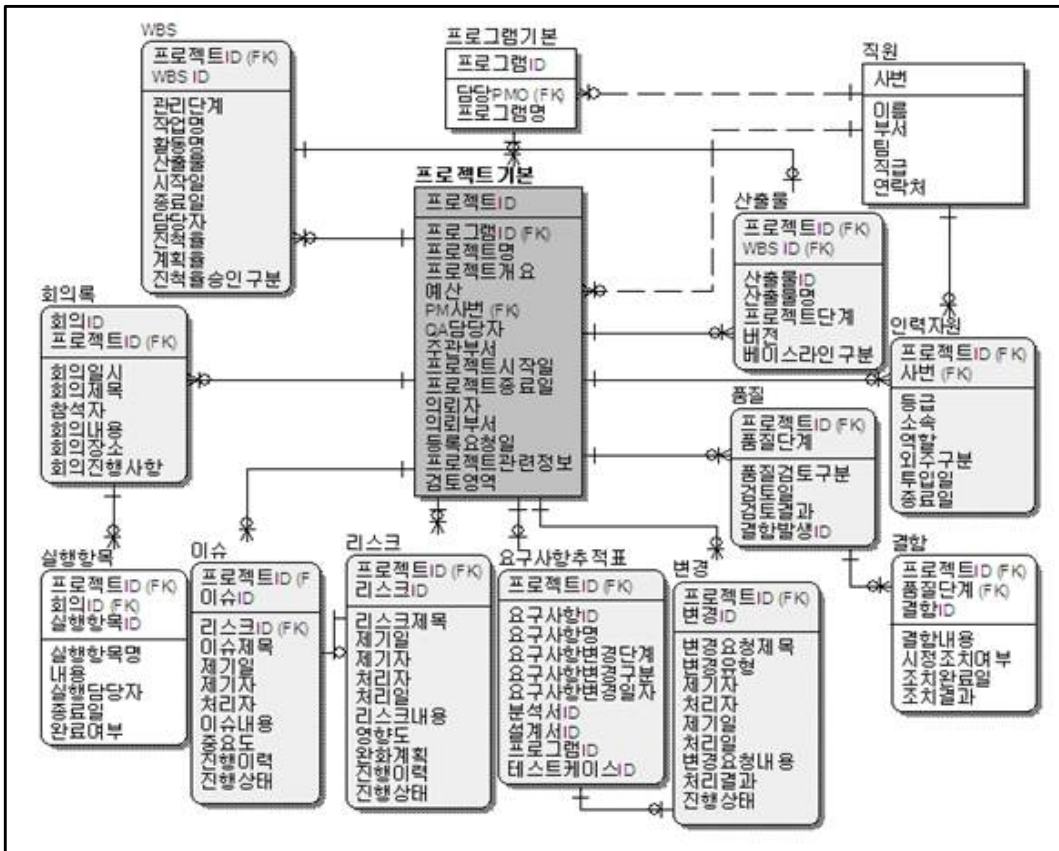 WBS
프로젝트ID (FK)
WBS ID
관리단계
작업명
활동명
산출물
시작일
종료일
담당자
진척율
계획율
진척율승인구분
프로그램기본
프로그램ID
담당PMO (FK)
프로그램명
직원
사번
이름
부서
팀
직급
연락처
프로젝트기본
프로젝트ID
프로그램ID (FK)
프로젝트명
프로젝트개요
예산
PM사번 (FK)
QA담당자
주관부서
프로젝트시작일
프로젝트종료일
의뢰자
의뢰부서
등록요청일
프로젝트관련정보
검토영역
산출물
프로젝트ID (FK)
WBS ID (FK)
산출물ID
산출물명
프로젝트단계
버전
베이스라인구분
회의록
회의ID
프로젝트ID (FK)
회의일시
회의제목
참석자
회의내용
회의장소
회의진행사항
인력자원
프로젝트ID (FK)
사번 (FK)
등급
소속
역할
외주구분
투입일
종료일
품질
프로젝트ID (FK)
품질단계
품질검토구분
검토일
검토결과
결함발생ID
실행항목
프로젝트ID (FK)
회의ID (FK)
실행항목ID
실행항목명
내용
실행담당자
종료일
완료여부
이슈
프로젝트ID (F
이슈ID
리스크ID (FK)
이슈제목
제기일
제기자
처리자
이슈내용
중요도
진행이력
진행상태
리스크
프로젝트ID (FK)
리스크ID
리스크제목
제기일
제기자
처리자
처리일
리스크내용
영향도
완화계획
진행이력
진행상태
요구사항추적표
프로젝트ID (FK)
요구사항ID
요구사항명
요구사항변경단계
요구사항변경구분
요구사항변경일자
분석서ID
설계서ID
프로그램ID
테스트케이스ID
변경
프로젝트ID (FK)
변경ID
변경요청제목
변경유형
제기자
처리자
제기일
처리일
변경요청내용
처리결과
진행상태
결함
프로젝트ID (FK)
품질단계 (FK)
결함ID
결함내용
시정조치여부
조치완료일
조치결과